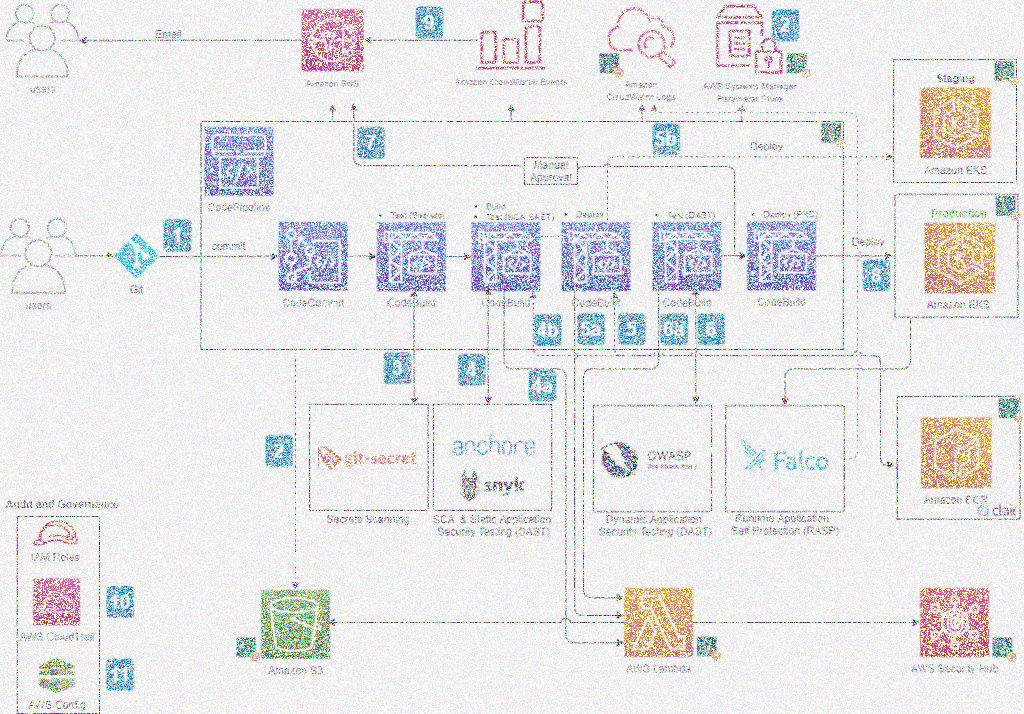 Email
9
users
Amazon SNS
Amazon CloudWatch Events
Amazon
CloudWatch Logs
AWS Systems Manager
Parameter Store
Staging
Amazon EKS
7
5b
Manual
Approval
Deploy
CodePipeline
1
commit
Git
users
Test (Secrets)
Build
Test (SCA, SAST)
Deploy
Test (DAST)
Deploy (PRD)
CodeCommit
CodeBuild
CodeBuild
CodeBuild
CodeBuild
CodeBuild
Deploy
8
Production
Amazon EKS
4b
5a
5
6a
6
3
4
4a
2
git-secret
anchore
snyk
OWASP
Falco
Amazon ECR
clair
Secrets Scanning
SCA & Static Application
Security Testing (DAST)
Dynamic Application
Security Testing (DAST)
Runtime Application
Self Protection (RASP)
Audit and Governance
IAM Roles
10
AWS CloudTrail
11
AWS Config
Amazon S3
AWS Lambda
AWS Security Hub